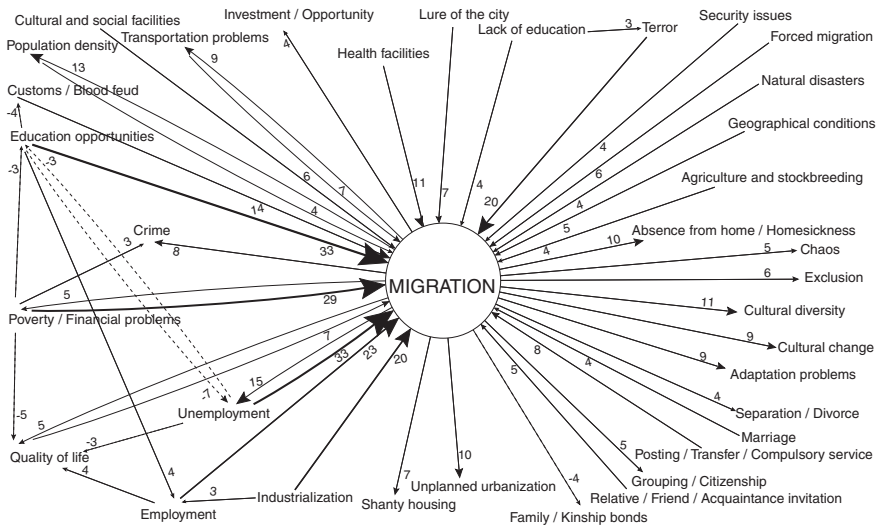 Cultural and social facilities
Investment / Opportunity
Lure of the city
Security issues
Population density
Transportation problems
4
Lack of education
3
Terror
Forced migration
13
9
Health facilities
Customs / Blood feud
Natural disasters
-4
Education opportunities
Geographical conditions
-3
-3
4
6
6
7
11
7
4
4
Agriculture and stockbreeding
14
4
20
5
Crime
3
8
33
4
10
Absence from home / Homesickness
5
Chaos
MIGRATION
6
Exclusion
5
29
11
Cultural diversity
Poverty / Financial problems
7
8
9
Cultural change
33
23
20
4
9
Adaptation problems
15
5
-7
4
Separation / Divorce
-5
5
Unemployment
Marriage
-3
Posting / Transfer / Compulsory service
Quality of life
4
4
7
10
-4
5
Grouping / Citizenship
3
Industrialization
Unplanned urbanization
Relative / Friend / Acquaintance invitation
Employment
Shanty housing
Family / Kinship bonds